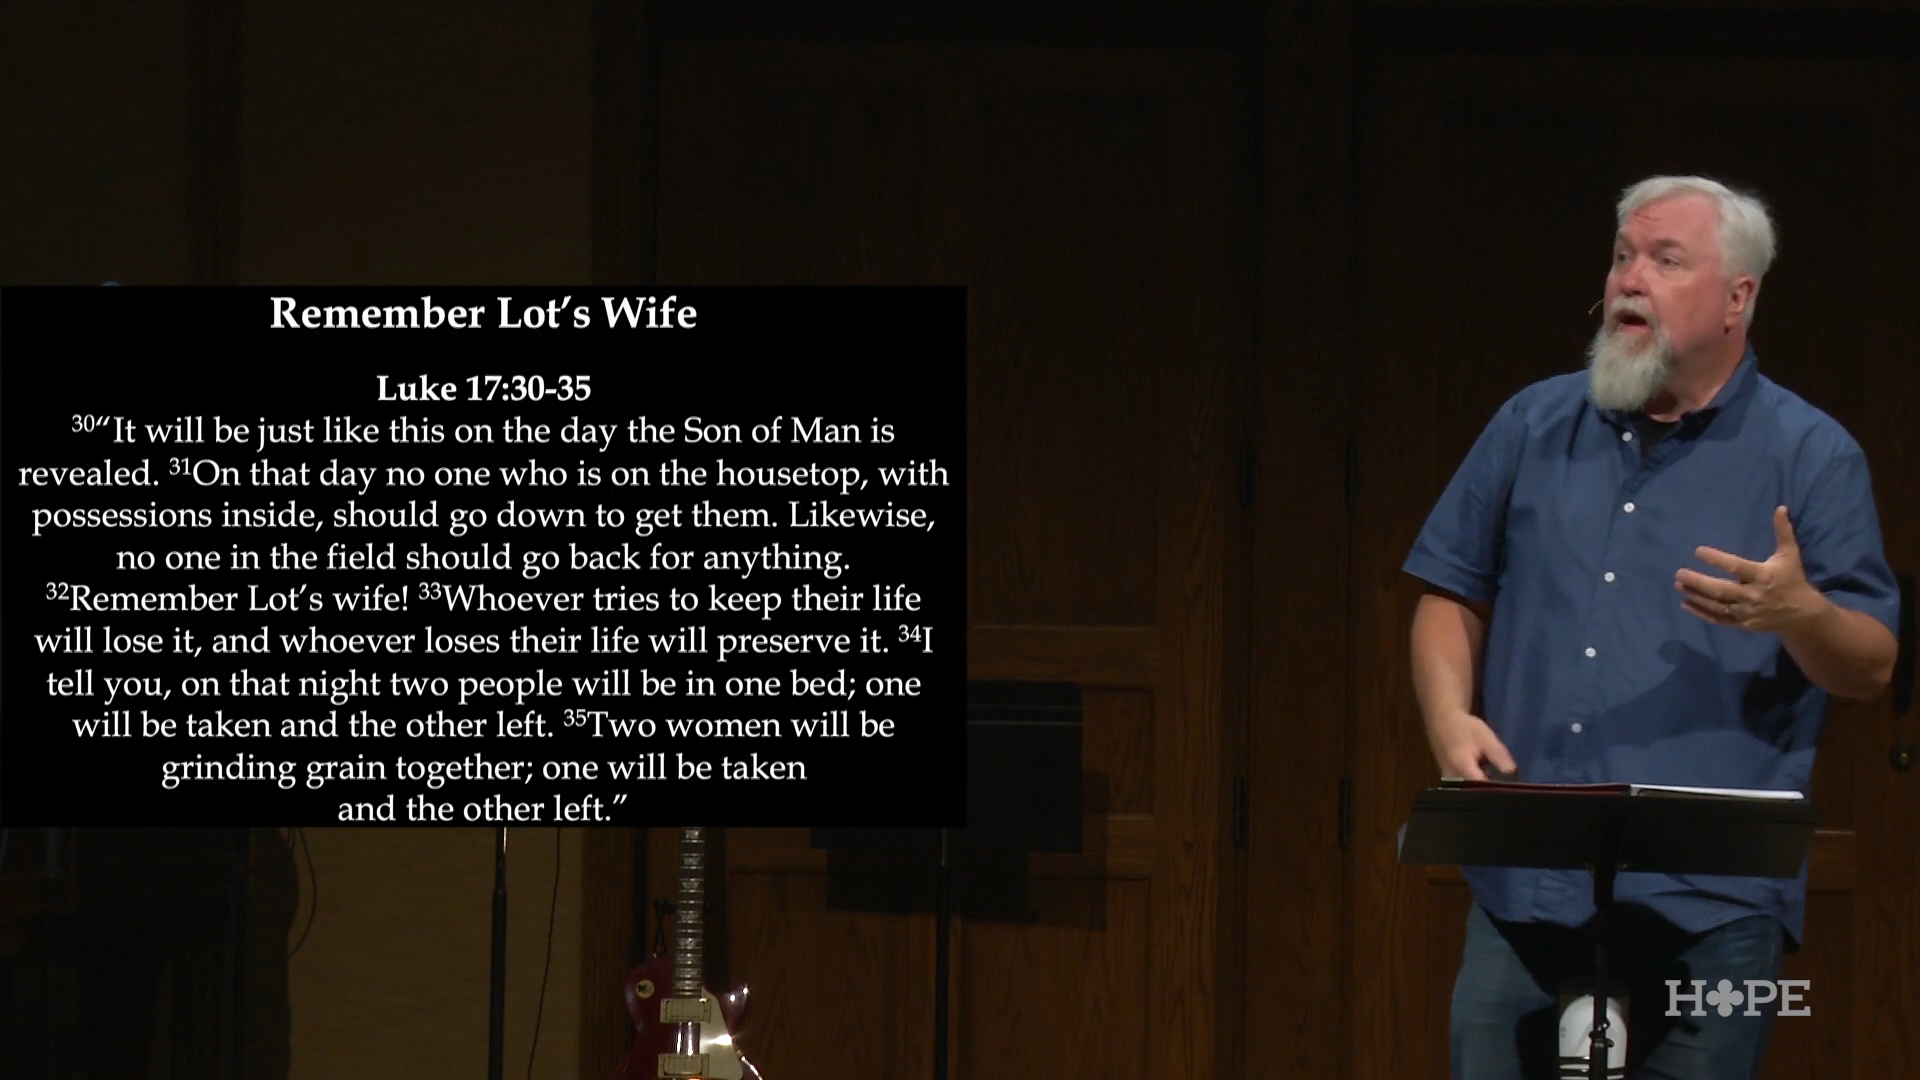 Remember Lot’s Wife
Luke 17:30-35
³⁰“It will be just like this on the day the Son of Man is
revealed. ³¹On that day no one who is on the housetop, with
possessions inside, should go down to get them. Likewise,
no one in the field should go back for anything.
³²Remember Lot’s wife! ³³Whoever tries to keep their life
will lose it, and whoever loses their life will preserve it. ³⁴I
tell you, on that night two people will be in one bed; one
will be taken and the other left. ³⁵Two women will be
grinding grain together; one will be taken
and the other left.”
HOPE